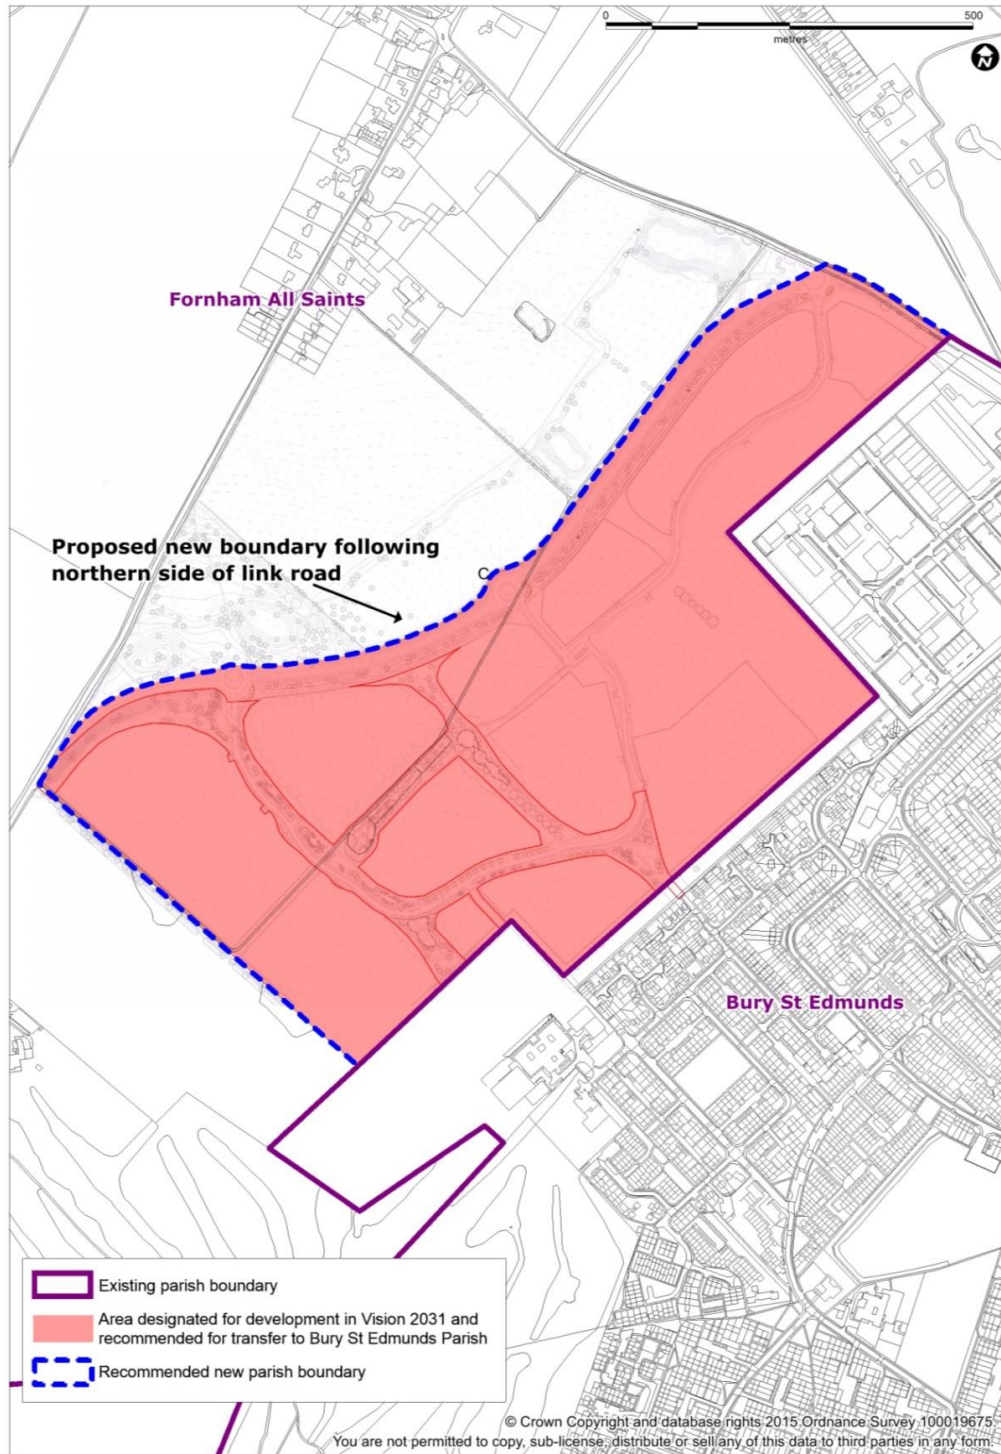 0 500
metres
N
Fornham All Saints
Proposed new boundary following
northern side of link road
C
Bury St Edmunds
Existing parish boundary
Area designated for development in Vision 2031 and
recommended for transfer to Bury St Edmunds Parish
Recommended new parish boundary
© Crown Copyright and database rights 2015 Ordnance Survey 100019675.
You are not permitted to copy, sub-license, distribute or sell any of this data to third parties in any form.